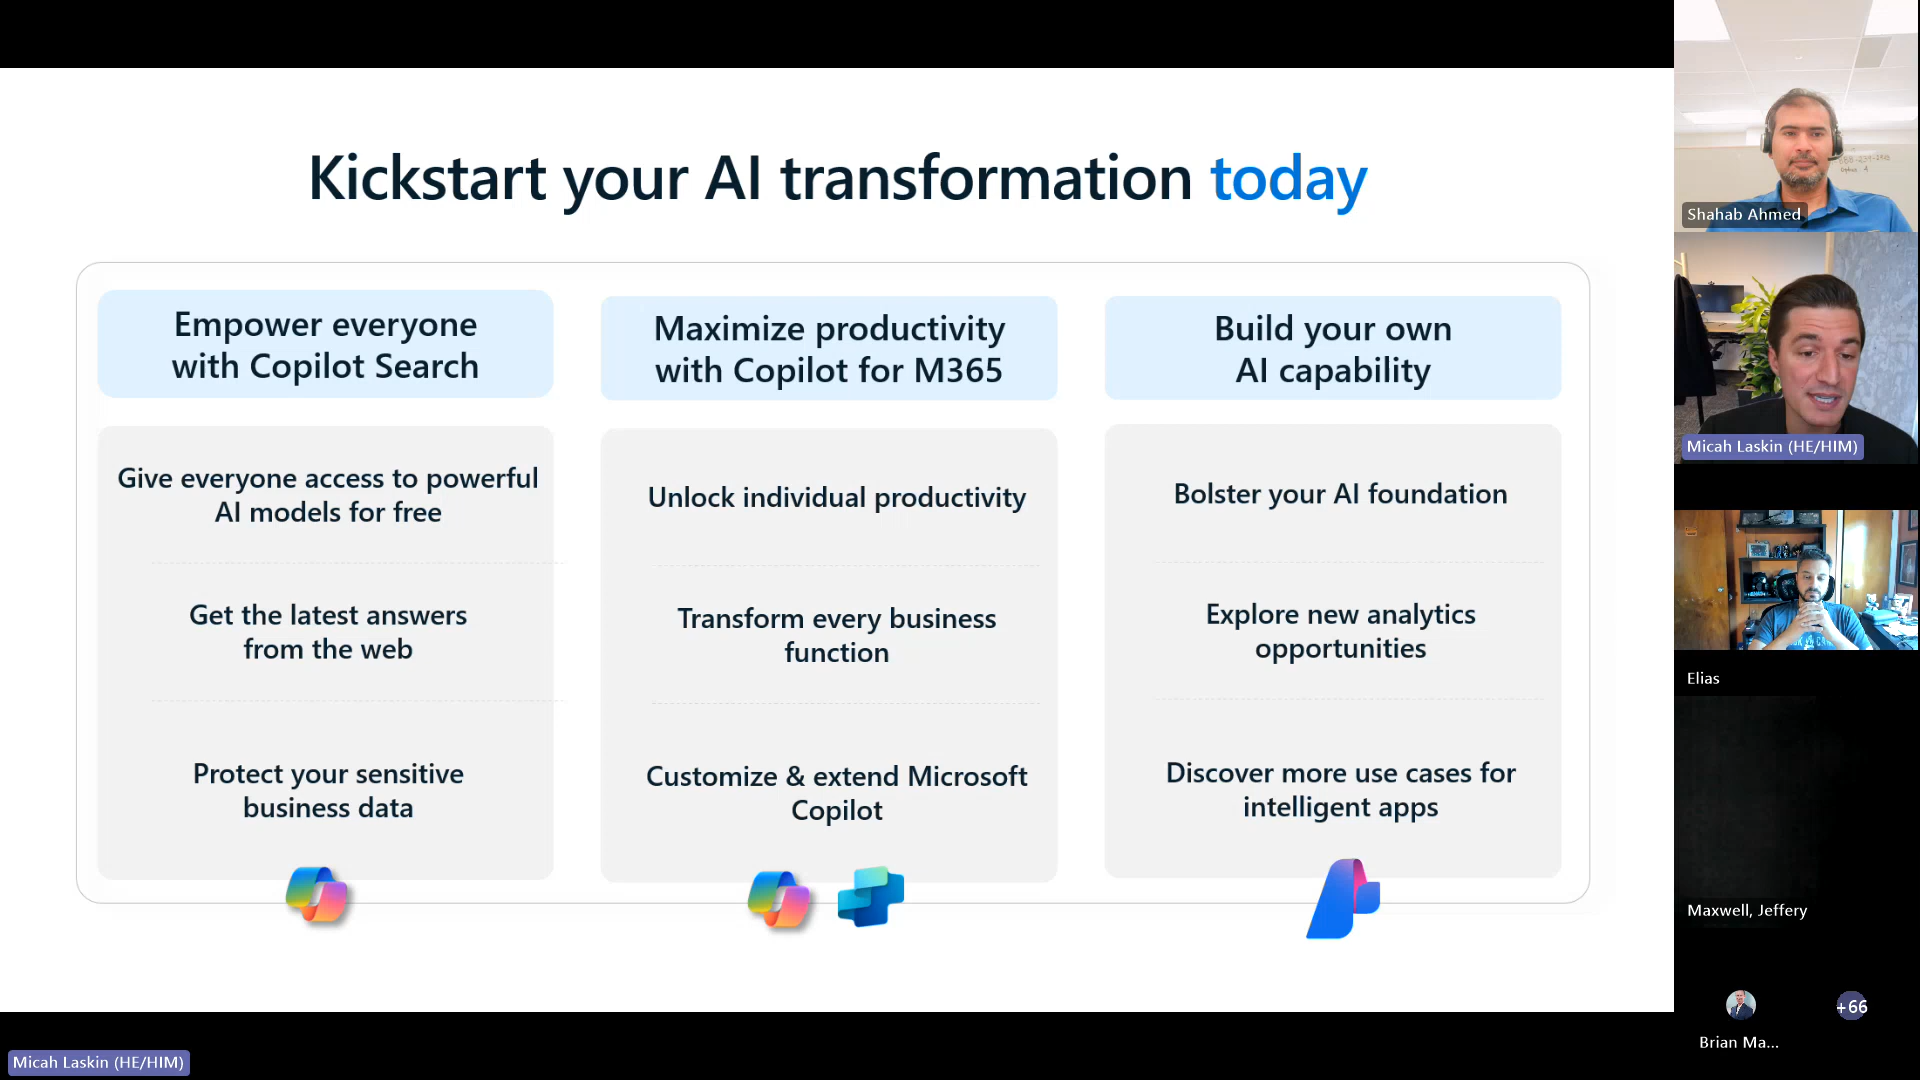 Kickstart your AI transformation today
Empower everyone
with Copilot Search
Give everyone access to powerful
AI models for free
Get the latest answers
from the web
Protect your sensitive
business data
Maximize productivity
with Copilot for M365
Unlock individual productivity
Transform every business
function
Customize & extend Microsoft
Copilot
Build your own
AI capability
Bolster your AI foundation
Explore new analytics
opportunities
Discover more use cases for
intelligent apps
Shahab Ahmed
Micah Laskin (HE/HIM)
Elias
Maxwell, Jeffery
Brian Ma...
+66
Micah Laskin (HE/HIM)